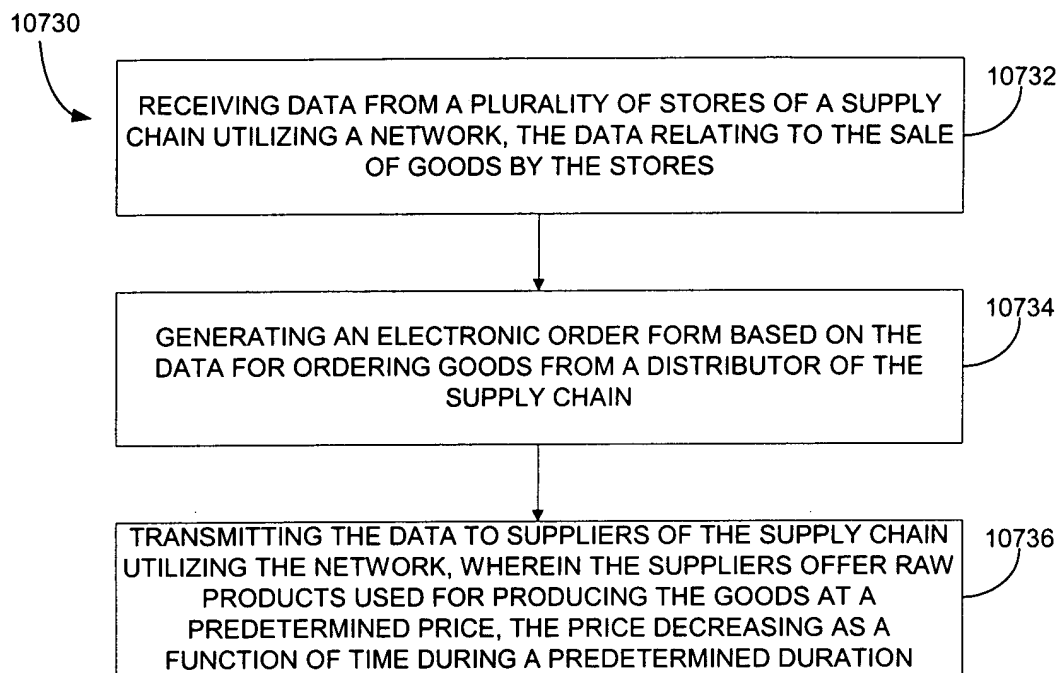 10730
10732
RECEIVING DATA FROM A PLURALITY OF STORES OF A SUPPLY
CHAIN UTILIZING A NETWORK, THE DATA RELATING TO THE SALE
OF GOODS BY THE STORES
10734
GENERATING AN ELECTRONIC ORDER FORM BASED ON THE
DATA FOR ORDERING GOODS FROM A DISTRIBUTOR OF THE
SUPPLY CHAIN
10736
TRANSMITTING THE DATA TO SUPPLIERS OF THE SUPPLY CHAIN
UTILIZING THE NETWORK, WHEREIN THE SUPPLIERS OFFER RAW
PRODUCTS USED FOR PRODUCING THE GOODS AT A
PREDETERMINED PRICE, THE PRICE DECREASING AS A
FUNCTION OF TIME DURING A PREDETERMINED DURATION